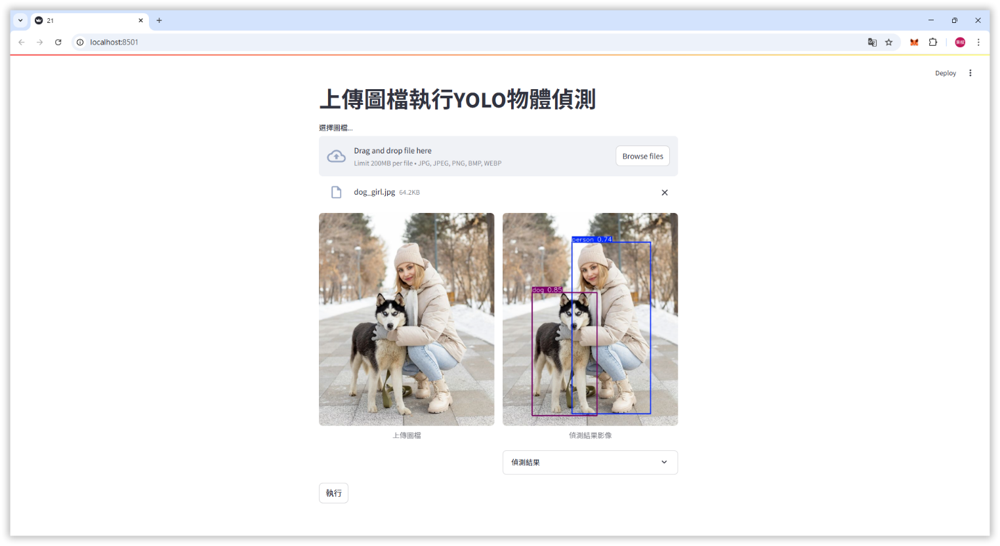 21
localhost:8501
Deploy
上傳圖檔執行YOLO物體偵測
選擇圖檔...
Drag and drop file here
Limit 200MB per file • JPG, JPEG, PNG, BMP, WEBP
Browse files
dog_girl.jpg 64.2KB
person 0.74
dog 0.85
上傳圖檔
偵測結果影像
偵測結果
執行